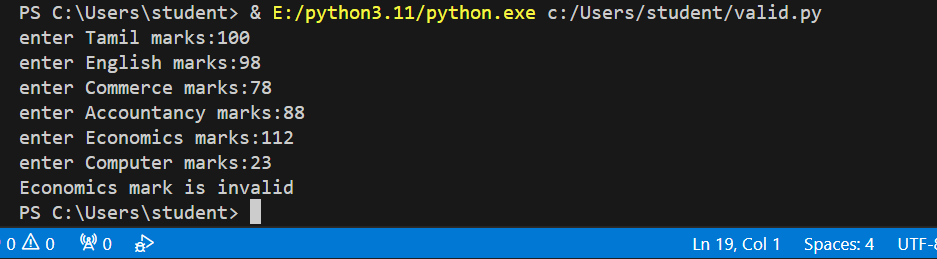 PS C:\Users\student> & E:/python3.11/python.exe c:/Users/student/valid.py
enter Tamil marks:100
enter English marks:98
enter Commerce marks:78
enter Accountancy marks:88
enter Economics marks:112
enter Computer marks:23
Economics mark is invalid
PS C:\Users\student>
0 0 0 Ln 19, Col 1 Spaces: 4 UTF-8